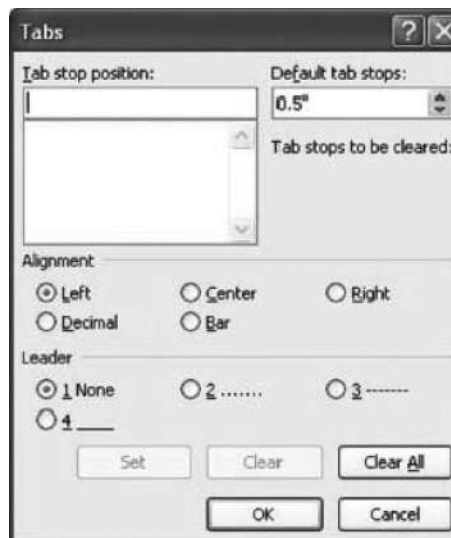 Tabs
Tab stop position: Default tab stops:
0.5"
Tab stops to be cleared:
Alignment
Left Center Right
Decimal Bar
Leader
1 None 2 ....... 3 -------
4 ____
Set Clear Clear All
OK Cancel